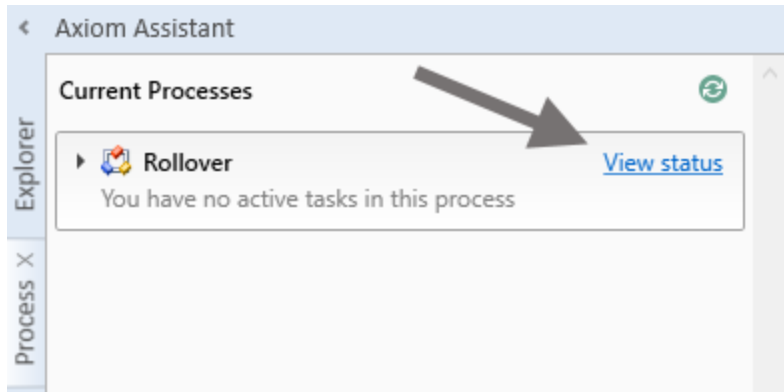 Axiom Assistant
Current Processes
Explorer
Rollover
View status
You have no active tasks in this process
Process